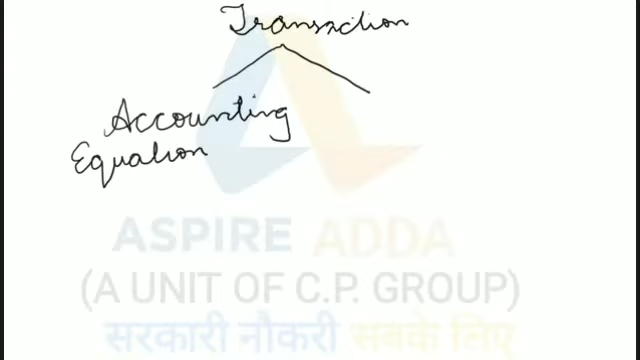 Transaction
Accounting
Equation
ASPIRE ADDA
(A UNIT OF C.P. GROUP)
सरकारी नौकरी सबके लिए